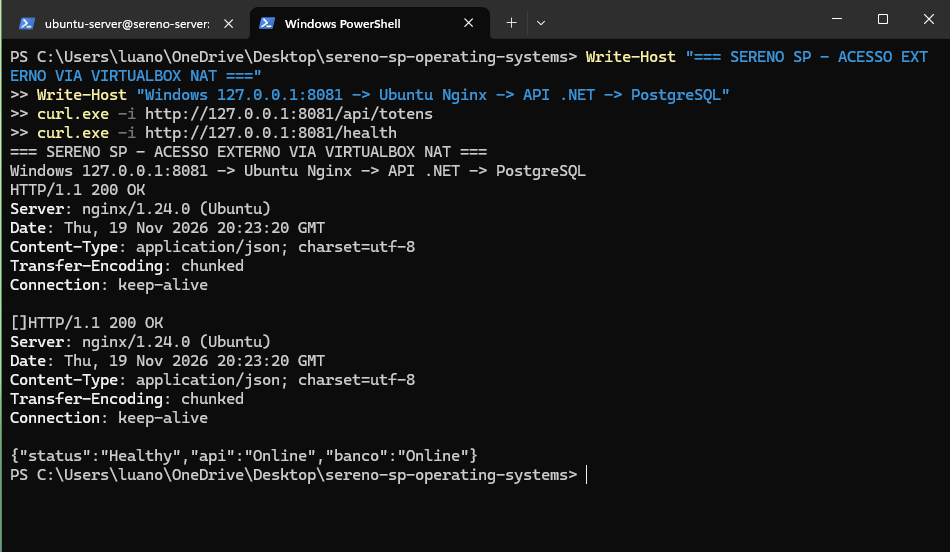 ubuntu-server@sereno-server:
Windows PowerShell
PS C:\Users\luano\OneDrive\Desktop\sereno-sp-operating-systems> Write-Host "=== SERENO SP - ACESSO EXT
ERNO VIA VIRTUALBOX NAT ==="
>> Write-Host "Windows 127.0.0.1:8081 -> Ubuntu Nginx -> API .NET -> PostgreSQL"
>> curl.exe -i http://127.0.0.1:8081/api/totens
>> curl.exe -i http://127.0.0.1:8081/health
=== SERENO SP - ACESSO EXTERNO VIA VIRTUALBOX NAT ===
Windows 127.0.0.1:8081 -> Ubuntu Nginx -> API .NET -> PostgreSQL
HTTP/1.1 200 OK
Server: nginx/1.24.0 (Ubuntu)
Date: Thu, 19 Nov 2026 20:23:20 GMT
Content-Type: application/json; charset=utf-8
Transfer-Encoding: chunked
Connection: keep-alive

[]HTTP/1.1 200 OK
Server: nginx/1.24.0 (Ubuntu)
Date: Thu, 19 Nov 2026 20:23:20 GMT
Content-Type: application/json; charset=utf-8
Transfer-Encoding: chunked
Connection: keep-alive

{"status":"Healthy","api":"Online","banco":"Online"}
PS C:\Users\luano\OneDrive\Desktop\sereno-sp-operating-systems>